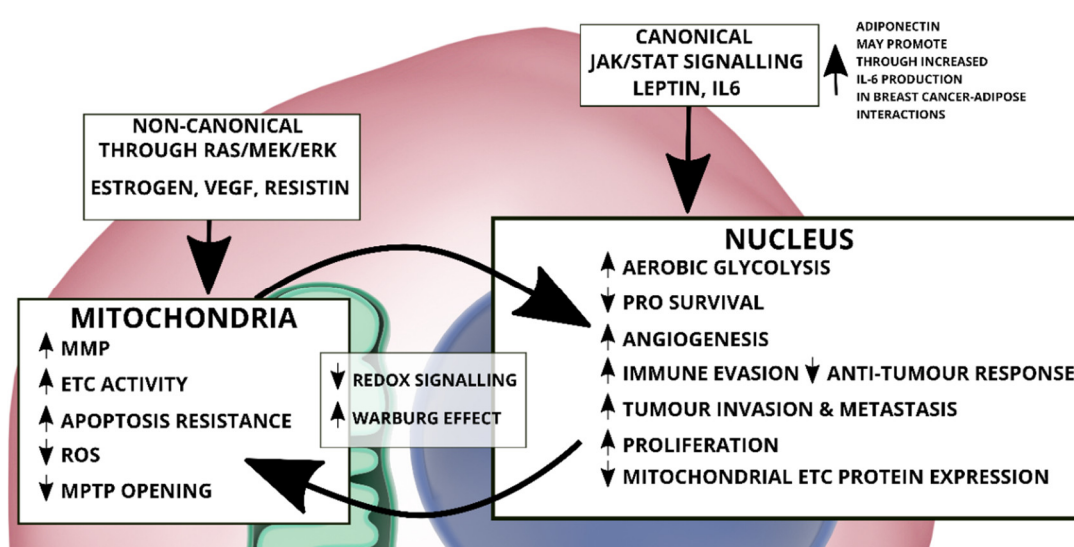 CANONICAL
JAK/STAT SIGNALLING
LEPTIN, IL6
ADIPONECTIN
MAY PROMOTE
THROUGH INCREASED
IL-6 PRODUCTION
IN BREAST CANCER-ADIPOSE
INTERACTIONS
NON-CANONICAL
THROUGH RAS/MEK/ERK
ESTROGEN, VEGF, RESISTIN
MITOCHONDRIA
MMP
ETC ACTIVITY
APOPTOSIS RESISTANCE
ROS
MPTP OPENING
REDOX SIGNALLING
WARBURG EFFECT
NUCLEUS
AEROBIC GLYCOLYSIS
PRO SURVIVAL
ANGIOGENESIS
IMMUNE EVASION ANTI-TUMOUR RESPONSE
TUMOUR INVASION & METASTASIS
PROLIFERATION
MITOCHONDRIAL ETC PROTEIN EXPRESSION